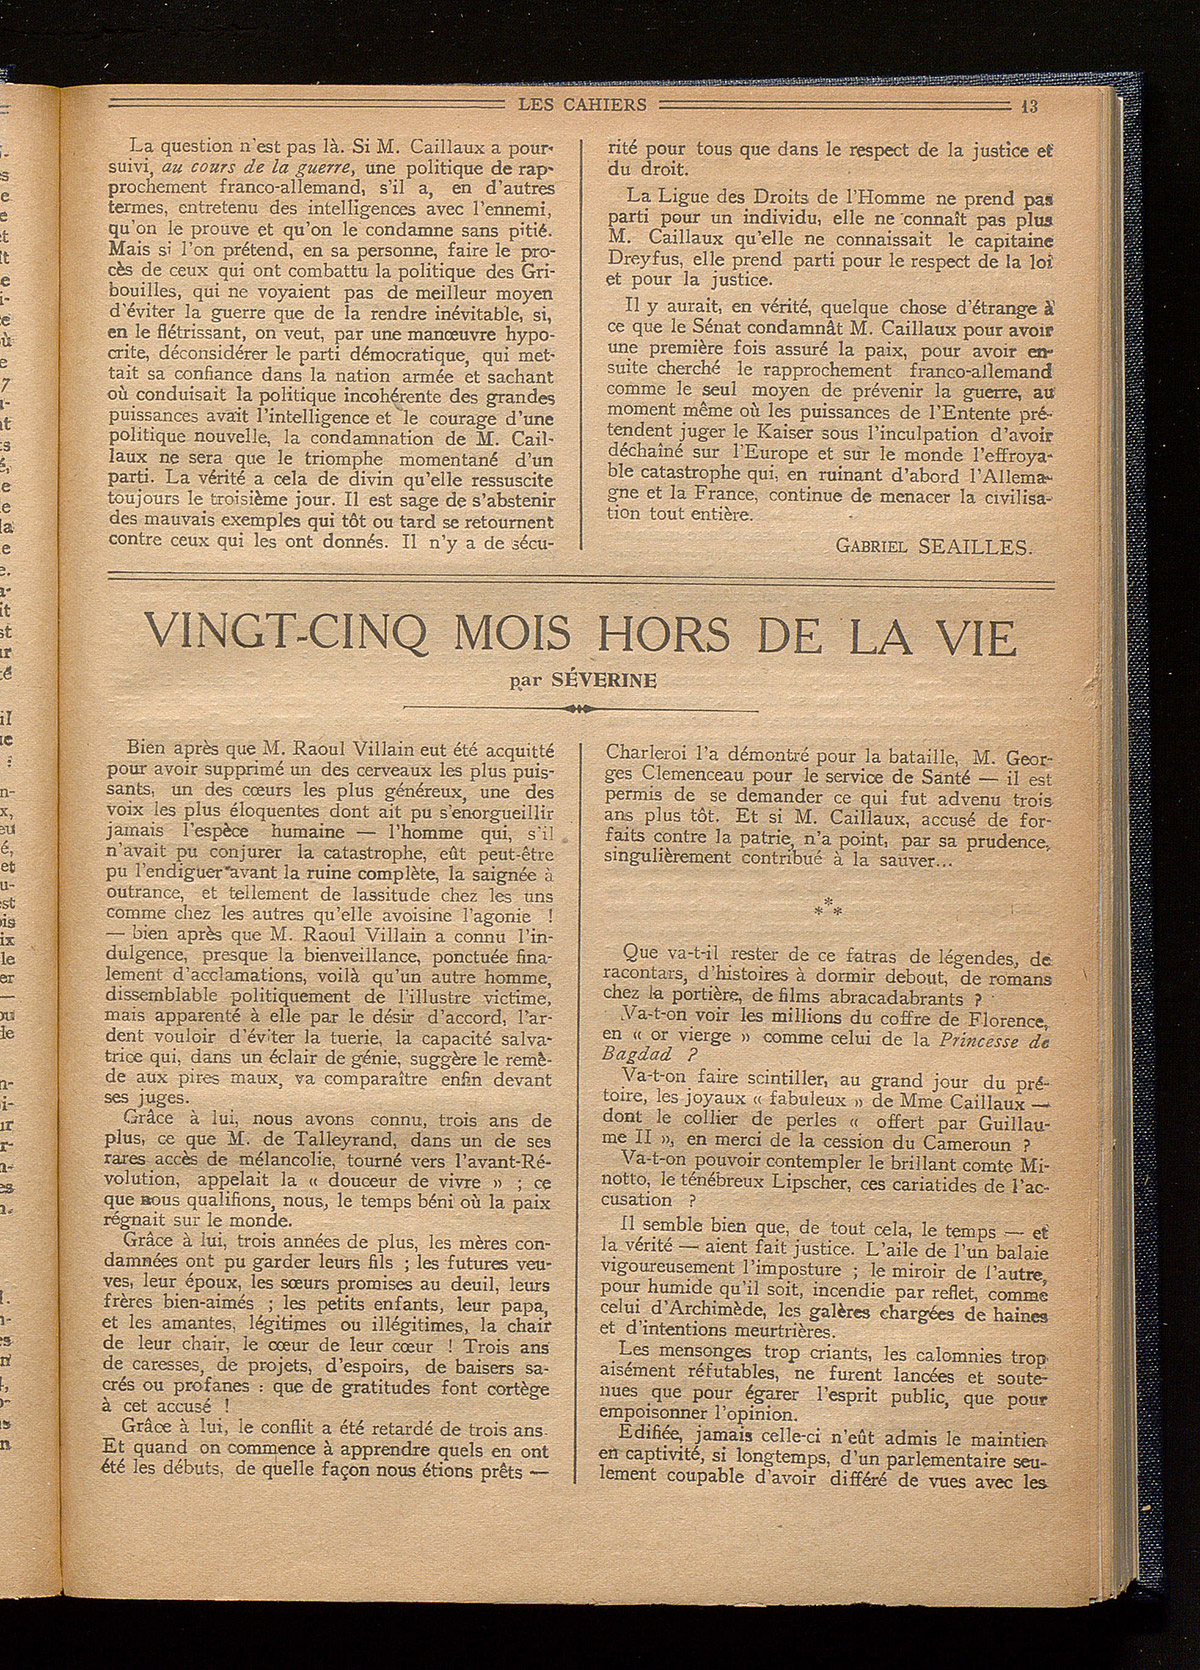 LES CAHIERS 13
La question n'est pas là. Si M. Caillaux a pour-
suivi, au cours de la guerre, une politique de rap-
prochement franco-allemand, s'il a, en d'autres
termes, entretenu des intelligences avec l'ennemi,
qu'on le prouve et qu'on le condamne sans pitié.
Mais si l'on prétend, en sa personne, faire le pro-
cès de ceux qui ont combattu la politique des Gri-
bouilles, qui ne voyaient pas de meilleur moyen
d'éviter la guerre que de la rendre inévitable, si,
en le flétrissant, on veut, par une manœuvre hypo-
crite, déconsidérer le parti démocratique, qui met-
tait sa confiance dans la nation armée et sachant
où conduisait la politique incohérente des grandes
puissances avait l'intelligence et le courage d'une
politique nouvelle, la condamnation de M. Cail-
laux ne sera que le triomphe momentané d'un
parti. La vérité a cela de divin qu'elle ressuscite
toujours le troisième jour. Il est sage de s'abstenir
des mauvais exemples qui tôt ou tard se retournent
contre ceux qui les ont donnés. Il n'y a de sécu-
rité pour tous que dans le respect de la justice et
du droit.
La Ligue des Droits de l'Homme ne prend pas
parti pour un individu, elle ne connaît pas plus
M. Caillaux qu'elle ne connaissait le capitaine
Dreyfus, elle prend parti pour le respect de la loi
et pour la justice.
Il y aurait, en vérité, quelque chose d'étrange à
ce que le Sénat condamnât M. Caillaux pour avoir
une première fois assuré la paix, pour avoir en-
suite cherché le rapprochement franco-allemand
comme le seul moyen de prévenir la guerre, au
moment même où les puissances de l'Entente pré-
tendent juger le Kaiser sous l'inculpation d'avoir
déchaîné sur l'Europe et sur le monde l'effroya-
ble catastrophe qui, en ruinant d'abord l'Allema-
gne et la France, continue de menacer la civilisa-
tion tout entière.
GABRIEL SEAILLES.
VINGT-CINQ MOIS HORS DE LA VIE
par SÉVERINE
Bien après que M. Raoul Villain eut été acquitté
pour avoir supprimé un des cerveaux les plus puis-
sants, un des cœurs les plus généreux, une des
voix les plus éloquentes dont ait pu s'enorgueillir
jamais l'espèce humaine — l'homme qui, s'il
n'avait pu conjurer la catastrophe, eût peut-être
pu l'endiguer avant la ruine complète, la saignée à
outrance, et tellement de lassitude chez les uns
comme chez les autres qu'elle avoisine l'agonie !
— bien après que M. Raoul Villain a connu l'in-
dulgence, presque la bienveillance, ponctuée fina-
lement d'acclamations, voilà qu'un autre homme,
dissemblable politiquement de l'illustre victime,
mais apparenté à elle par le désir d'accord, l'ar-
dent vouloir d'éviter la tuerie, la capacité salva-
trice qui, dans un éclair de génie, suggère le remè-
de aux pires maux, va comparaître enfin devant
ses juges.
Grâce à lui, nous avons connu, trois ans de
plus, ce que M. de Talleyrand, dans un de ses
rares accès de mélancolie, tourné vers l'avant-Ré-
volution, appelait la « douceur de vivre » ; ce
que nous qualifions, nous, le temps béni où la paix
régnait sur le monde.
Grâce à lui, trois années de plus, les mères con-
damnées ont pu garder leurs fils ; les futures veu-
ves, leur époux, les sœurs promises au deuil, leurs
frères bien-aimés ; les petits enfants, leur papa,
et les amantes, légitimes ou illégitimes, la chair
de leur chair, le cœur de leur cœur ! Trois ans
de caresses, de projets, d'espoirs, de baisers sa-
crés ou profanes : que de gratitudes font cortège
à cet accusé !
Grâce à lui, le conflit a été retardé de trois ans.
Et quand on commence à apprendre quels en ont
été les débuts, de quelle façon nous étions prêts —
Charleroi l'a démontré pour la bataille, M. Geor-
ges Clemenceau pour le service de Santé — il est
permis de se demander ce qui fut advenu trois
ans plus tôt. Et si M. Caillaux, accusé de for-
faits contre la patrie, n'a point, par sa prudence,
singulièrement contribué à la sauver...
***
Que va-t-il rester de ce fatras de légendes, de
racontars, d'histoires à dormir debout, de romans
chez la portière, de films abracadabrants ?
Va-t-on voir les millions du coffre de Florence,
en « or vierge » comme celui de la Princesse de
Bagdad ?
Va-t-on faire scintiller, au grand jour du pré-
toire, les joyaux « fabuleux » de Mme Caillaux —
dont le collier de perles « offert par Guillau-
me II », en merci de la cession du Cameroun ?
Va-t-on pouvoir contempler le brillant comte Mi-
notto, le ténébreux Lipscher, ces cariatides de l'ac-
cusation ?
Il semble bien que, de tout cela, le temps — et
la vérité — aient fait justice. L'aile de l'un balaie
vigoureusement l'imposture ; le miroir de l'autre,
pour humide qu'il soit, incendie par reflet, comme
celui d'Archimède, les galères chargées de haines
et d'intentions meurtrières.
Les mensonges trop criants, les calomnies trop
aisément réfutables, ne furent lancées et soute-
nues que pour égarer l'esprit public, que pour
empoisonner l'opinion.
Edifiée, jamais celle-ci n'eût admis le maintien
en captivité, si longtemps, d'un parlementaire seu-
lement coupable d'avoir différé de vues avec les